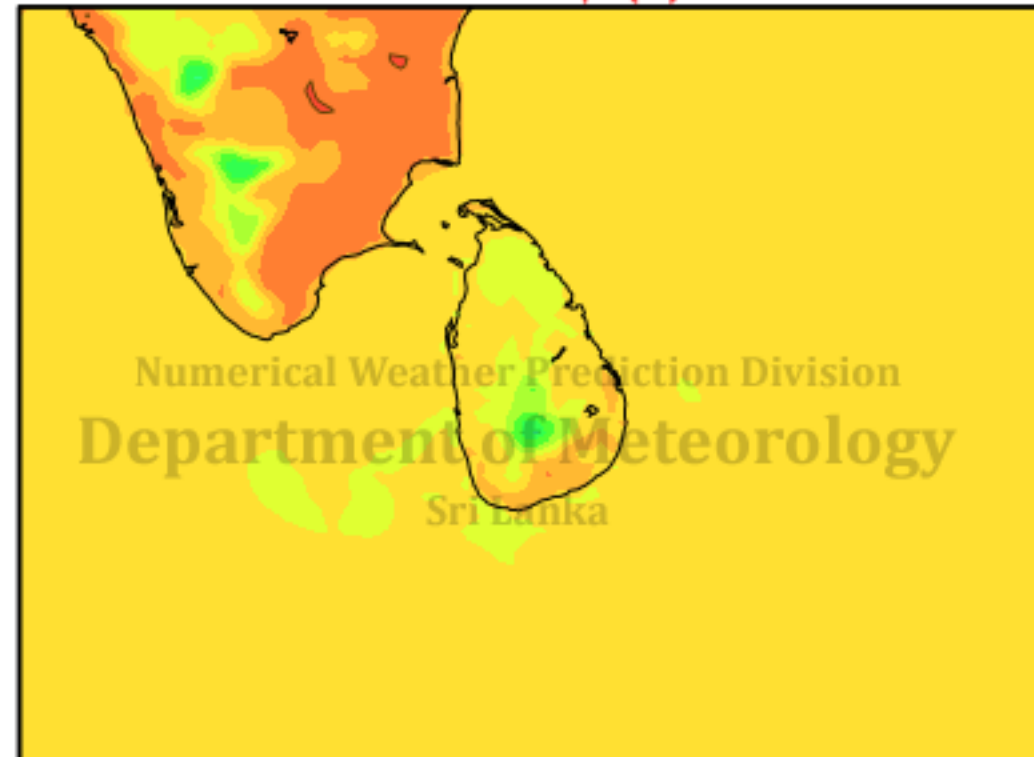 Numerical Weather Prediction Division
Department of Meteorology
Sri Lanka